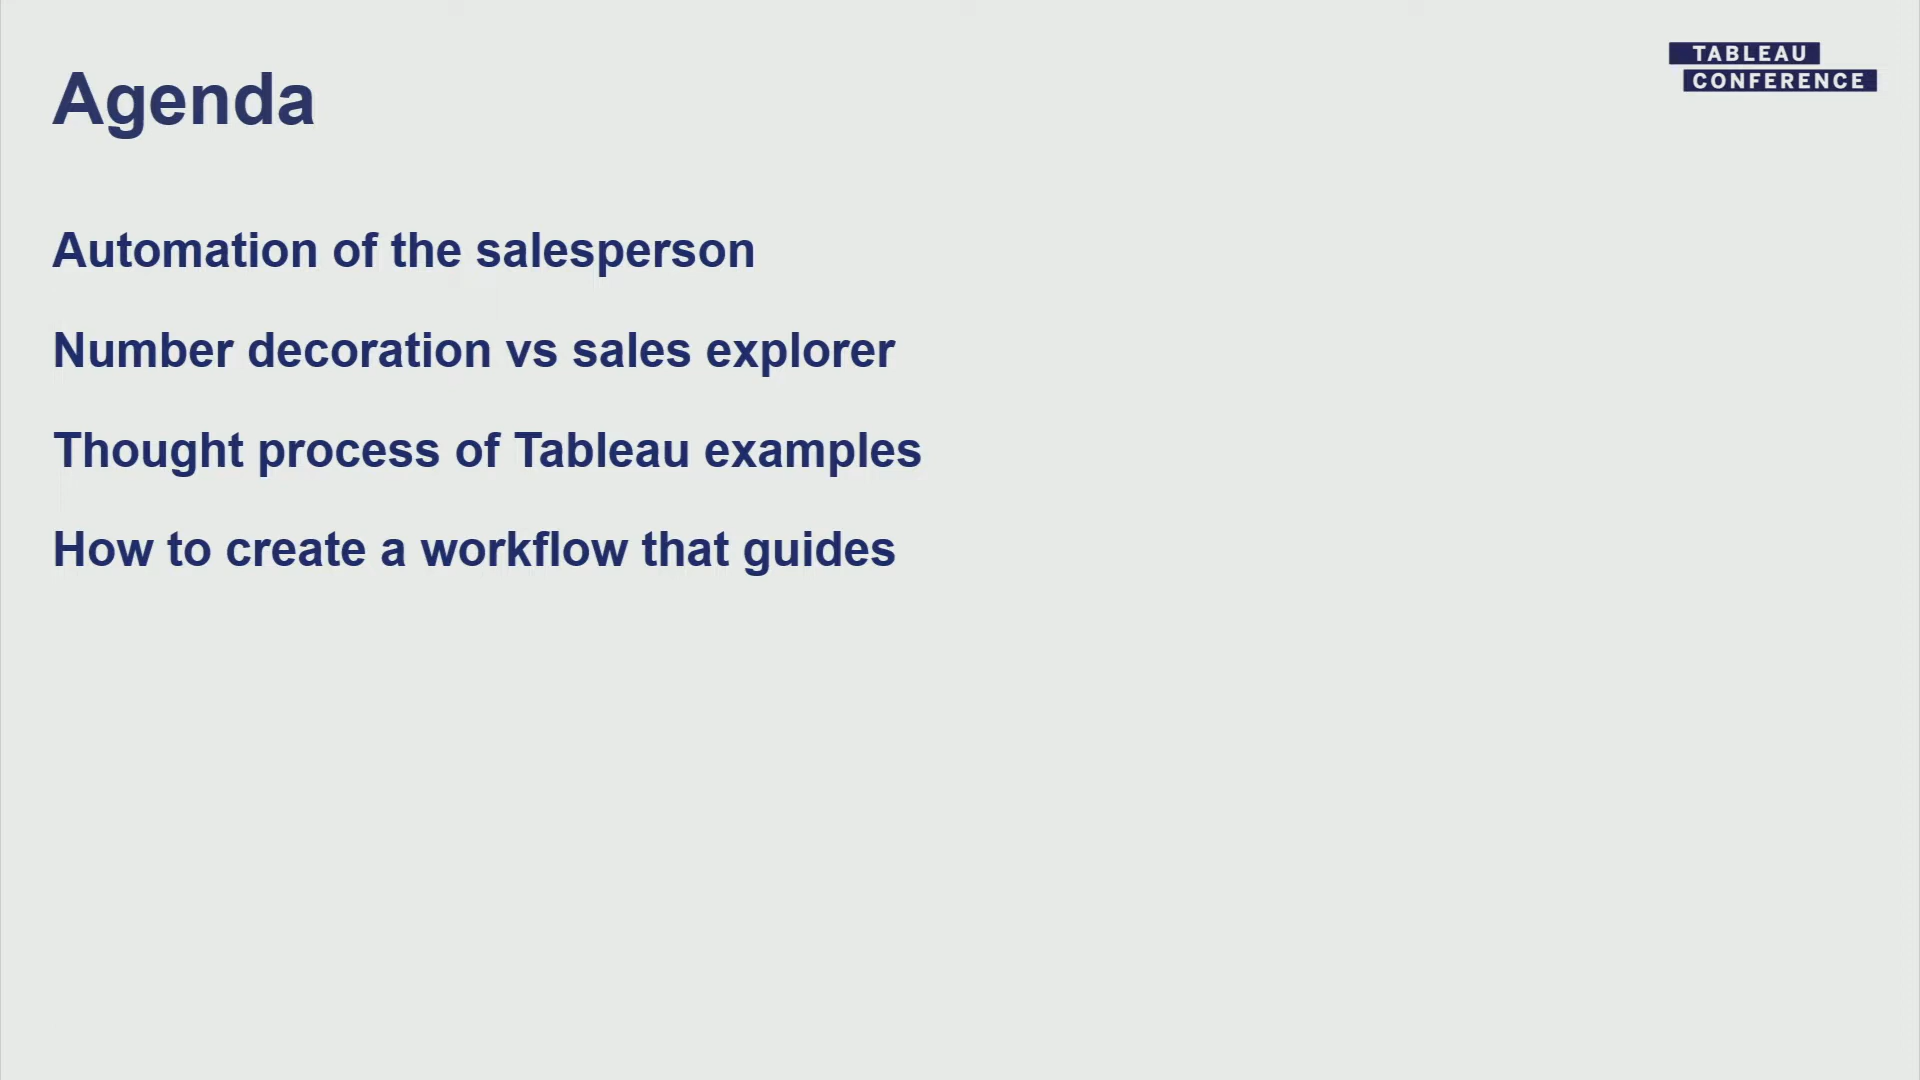 Agenda
TABLEAU
CONFERENCE
Automation of the salesperson
Number decoration vs sales explorer
Thought process of Tableau examples
How to create a workflow that guides